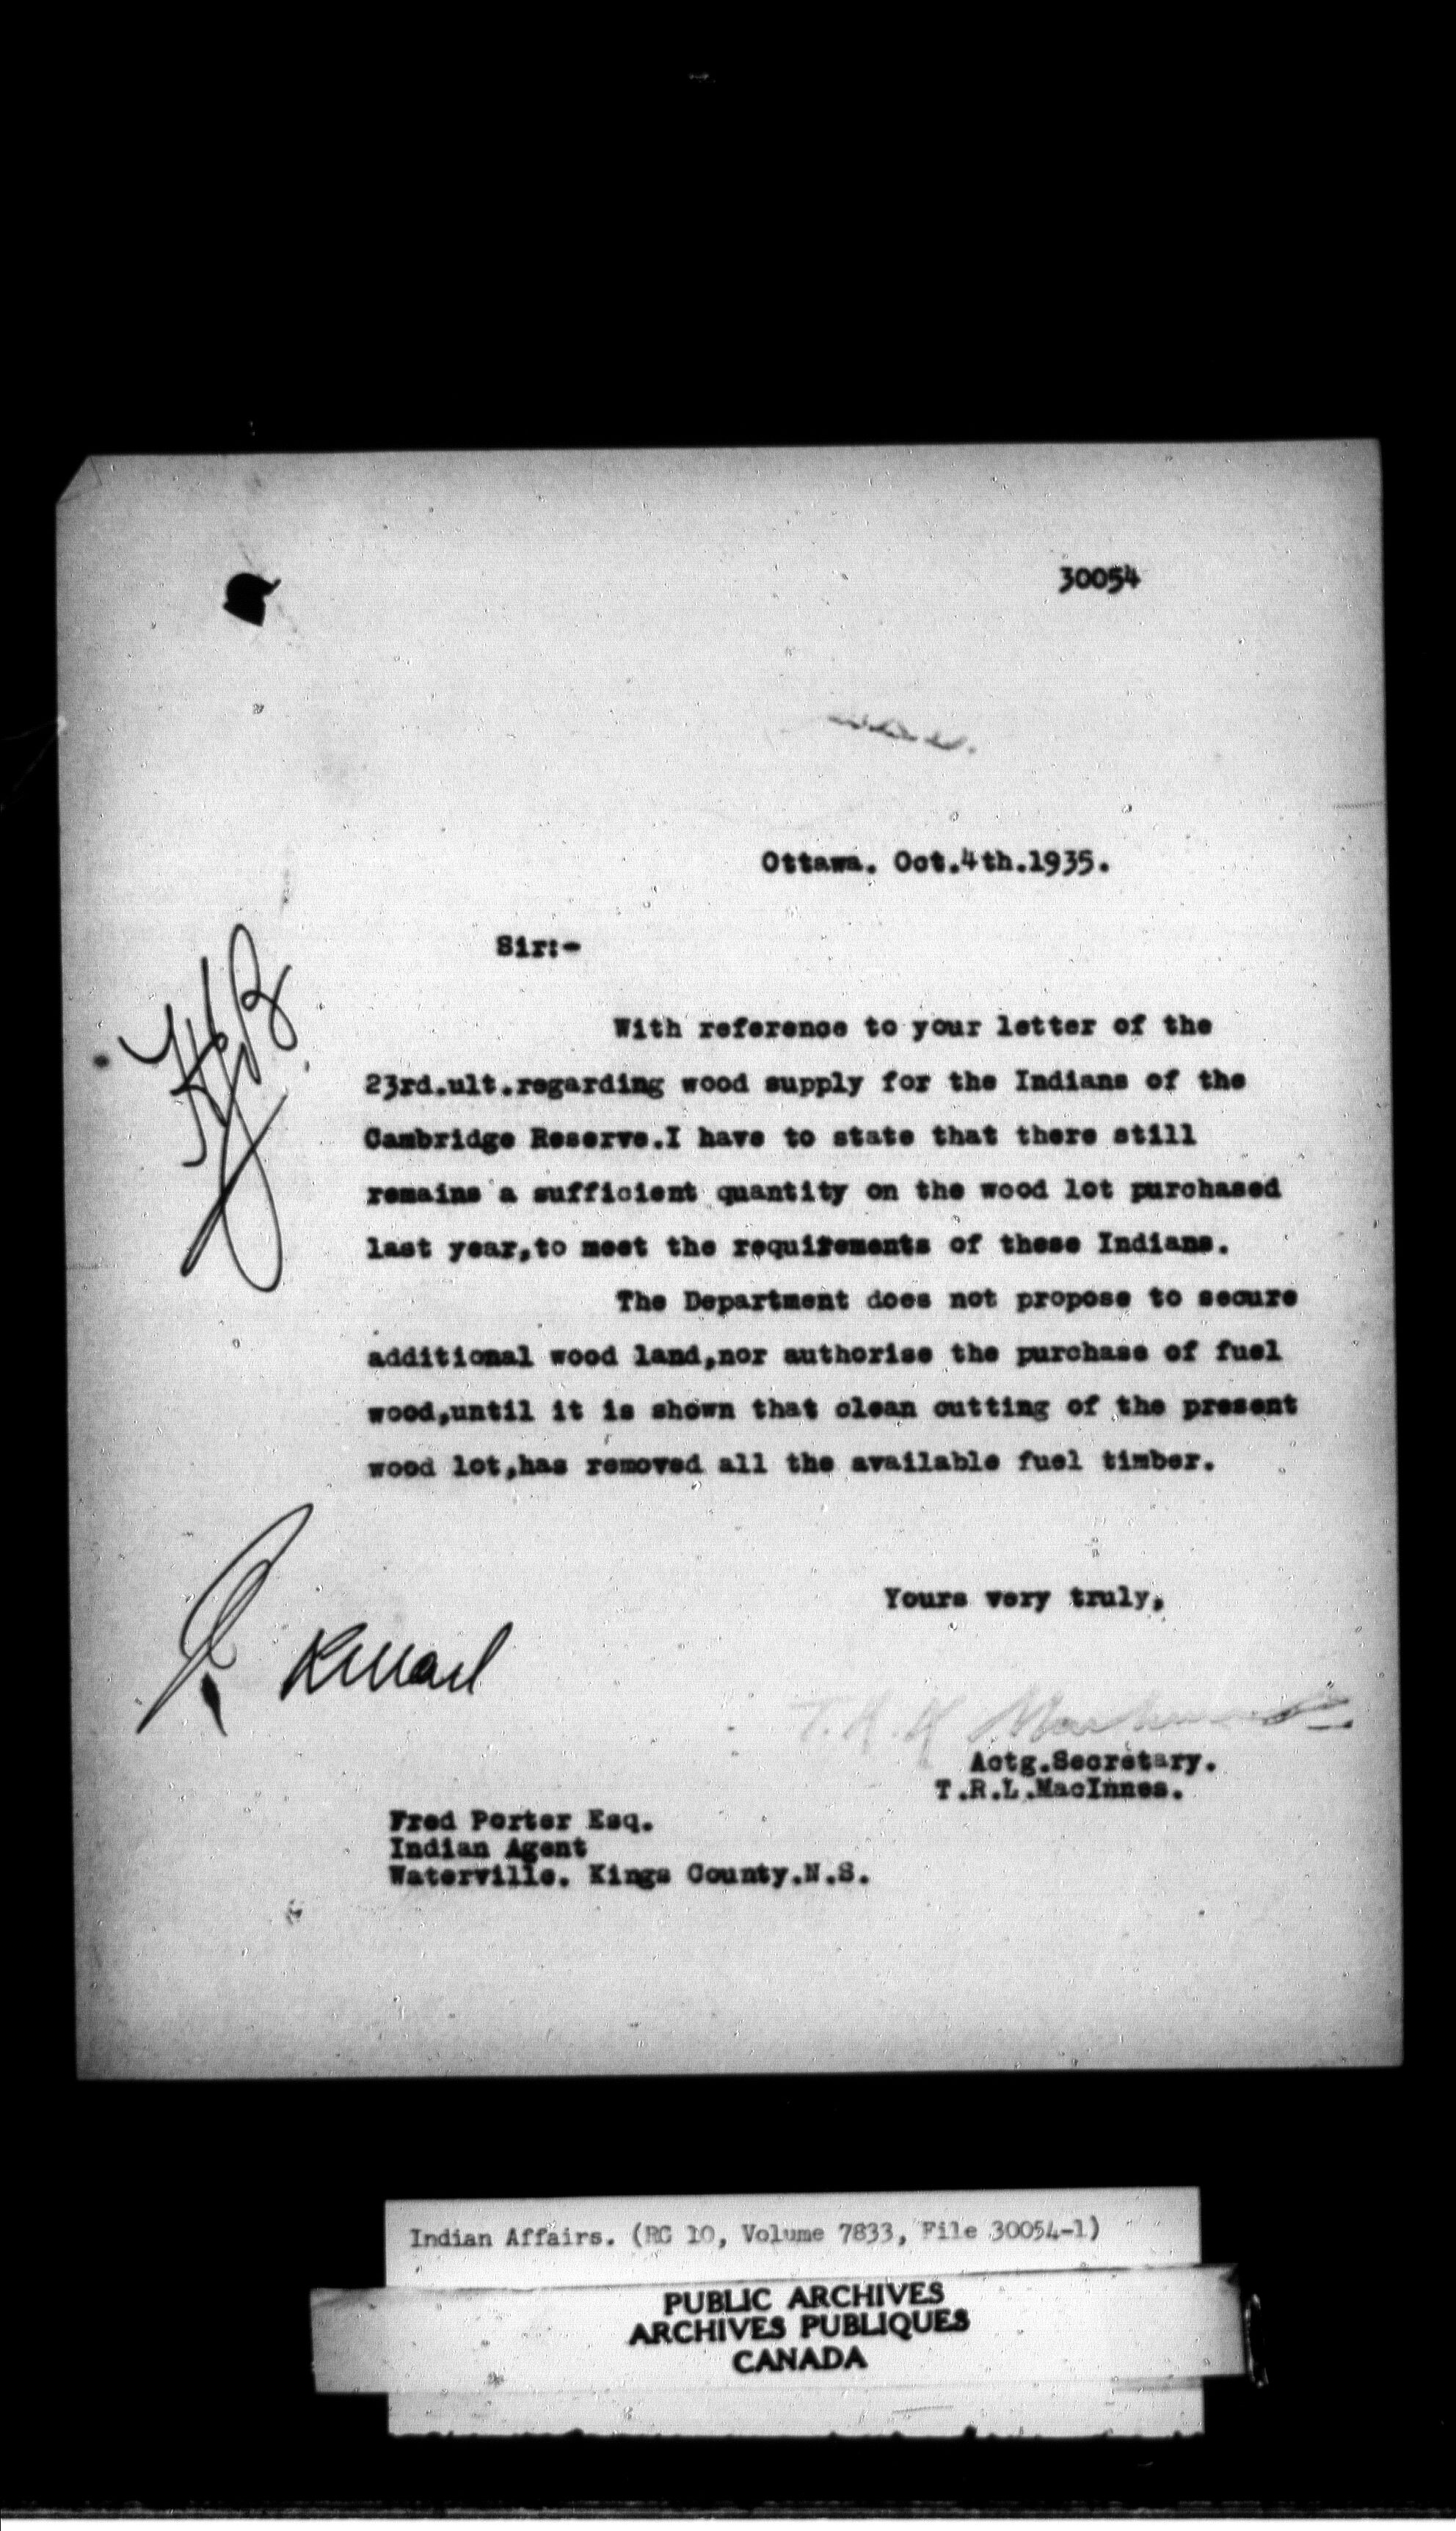 30054
Ottawa. Oct.4th.1935.
Sir:-
With reference to your letter of the
23rd.ult.regarding wood supply for the Indians of the
Cambridge Reserve.I have to state that there still
remains a sufficient quantity on the wood lot purchased
last year,to meet the requirements of these Indians.
The Department does not propose to secure
additional wood land,nor authorise the purchase of fuel
wood,until it is shown that clean cutting of the present
wood lot,has removed all the available fuel timber.
Yours very truly,
Actg.Secretary.
T.R.L.MacInnes.
Fred Porter Esq.
Indian Agent
Waterville. Kings County.N.S.
Indian Affairs. (RG 10, Volume 7833, File 30054-1)
PUBLIC ARCHIVES
ARCHIVES PUBLIQUES
CANADA